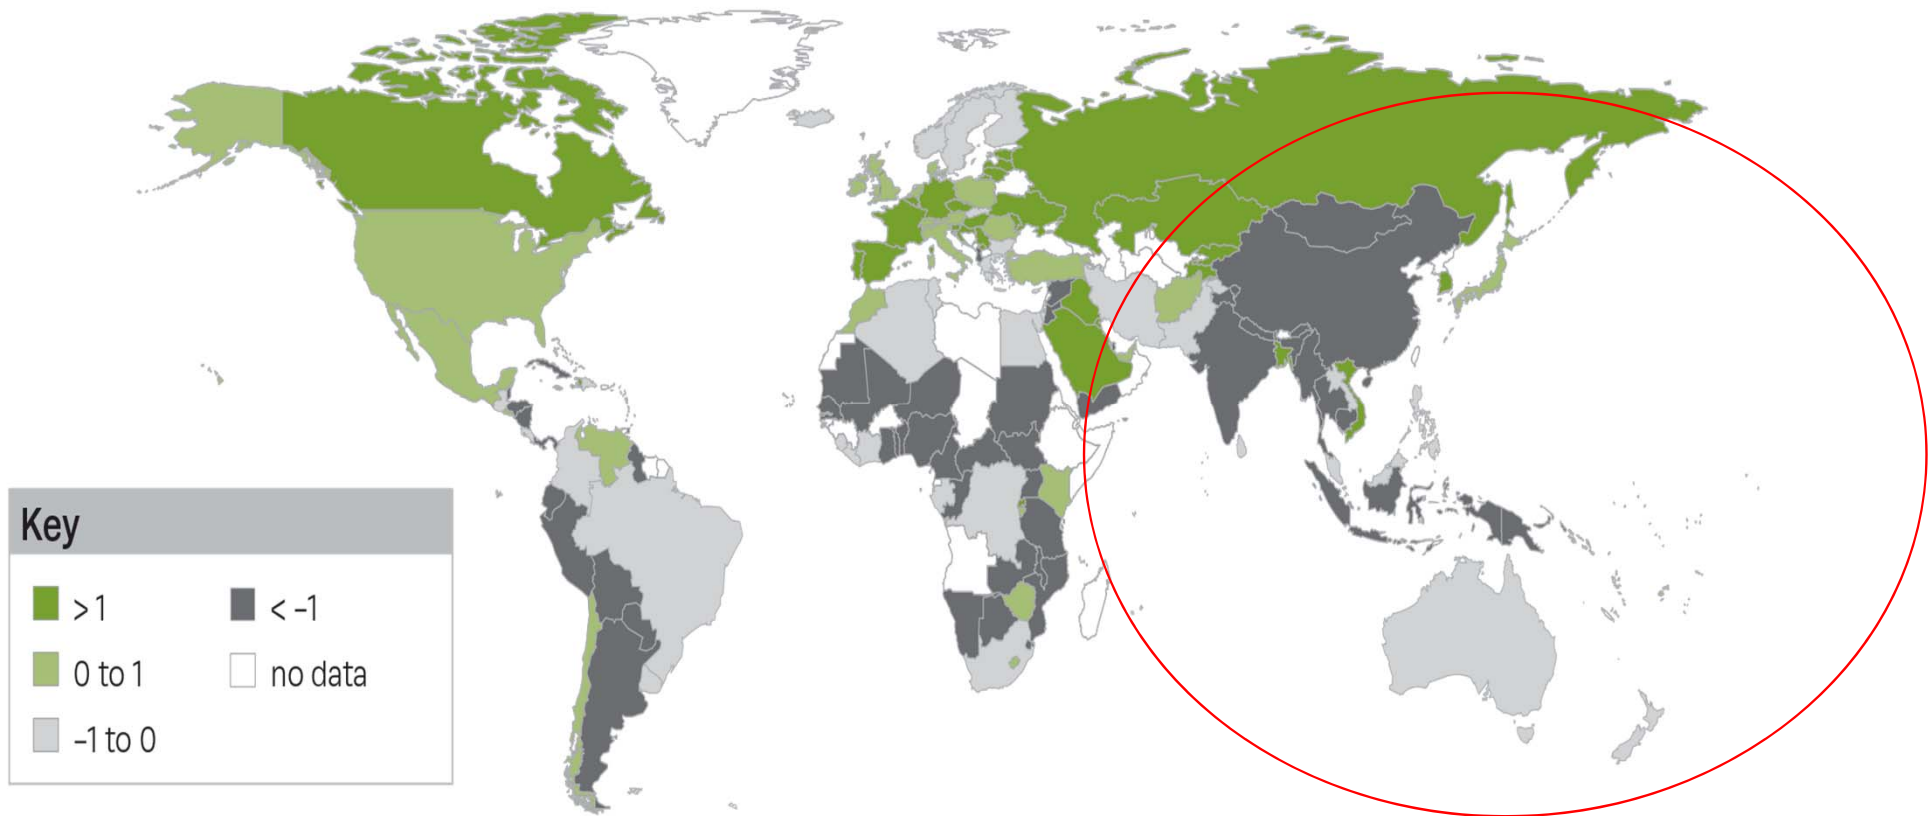 Key
> 1
< –1
0 to 1
no data
–1 to 0